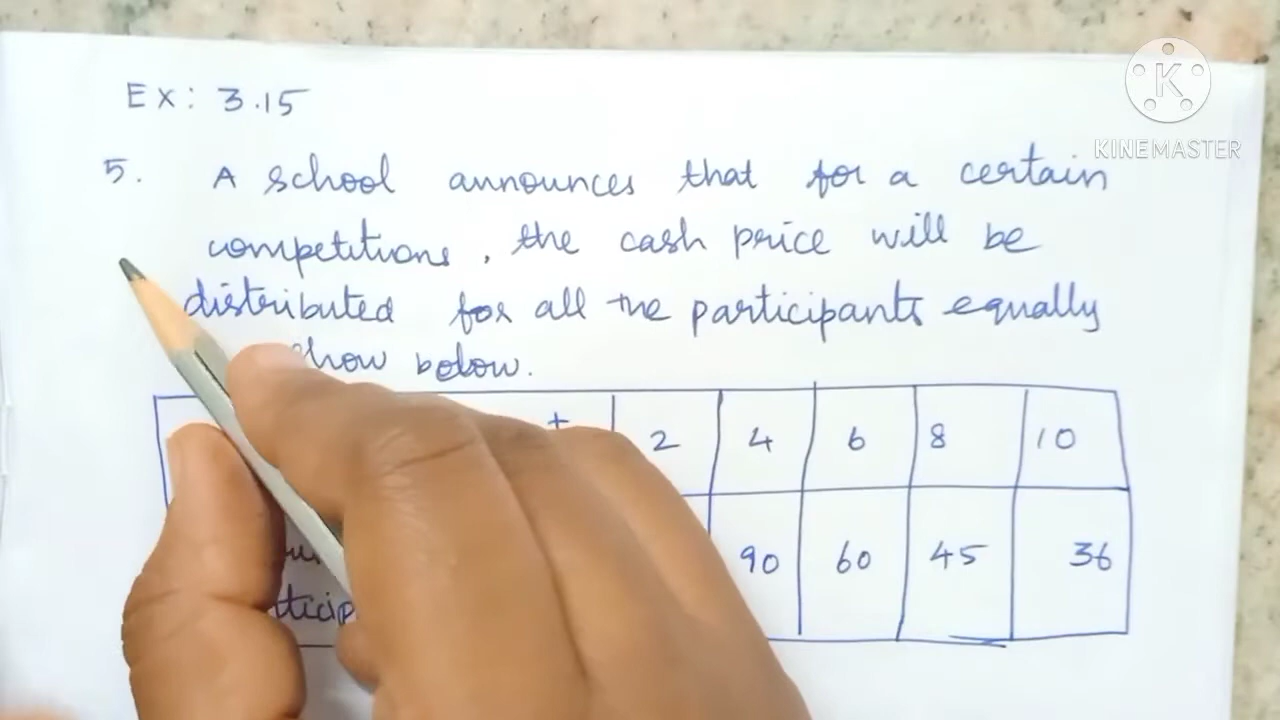 Ex: 3.15
5. A school announces that for a certain
competitions, the cash price will be
distributed for all the participants equally
show below.
2 4 6 8 10
90 60 45 36
K
KINEMASTER